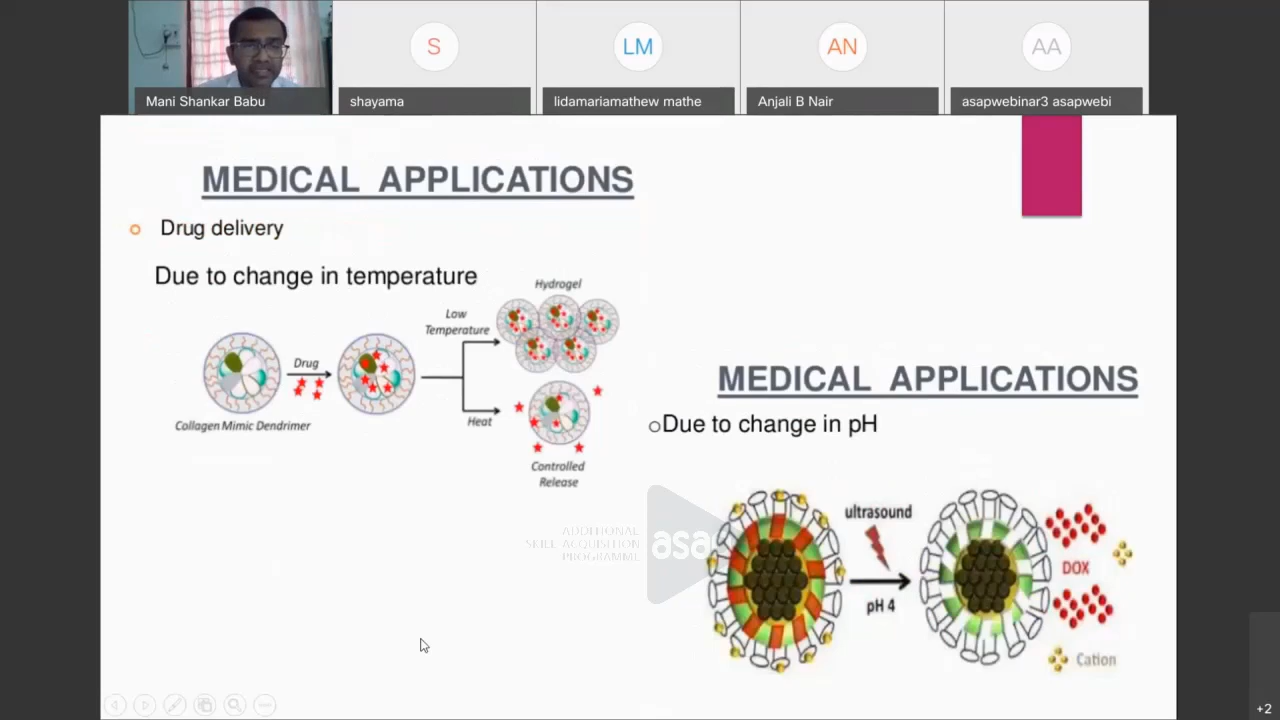 S
LM
AN
AA
Mani Shankar Babu
shayama
lidamariamathew mathe
Anjali B Nair
asapwebinar3 asapwebi
MEDICAL APPLICATIONS
Drug delivery
Due to change in temperature
Hydrogel
Low
Temperature
Drug
Collagen Mimic Dendrimer
Heat
Controlled
Release
MEDICAL APPLICATIONS
Due to change in pH
ultrasound
pH 4
DOX
Cation
ADDITIONAL
SKILL ACQUISITION
PROGRAMME
asa
+2